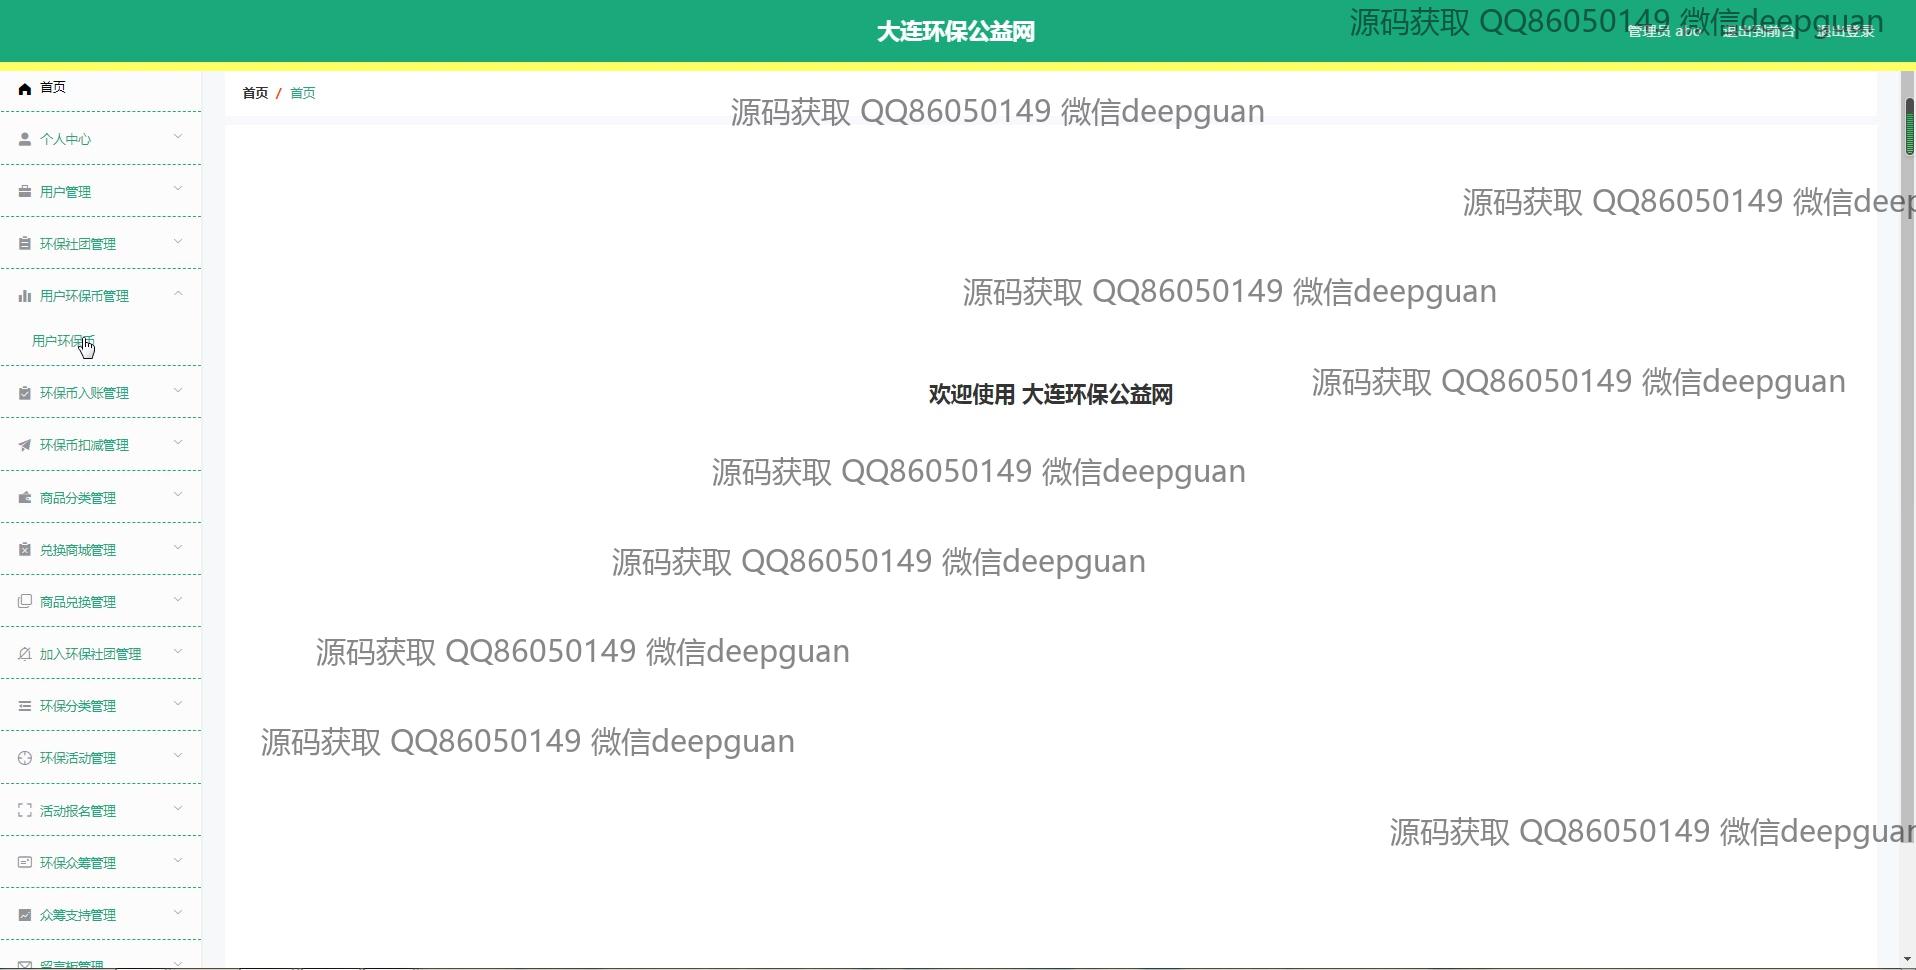 大连环保公益网
源码获取 QQ86050149 微信deepguan
管理员 abo 退出到前台 退出登录
首页
首页 / 首页
源码获取 QQ86050149 微信deepguan
个人中心
用户管理
源码获取 QQ86050149 微信deep
环保社团管理
用户环保币管理
源码获取 QQ86050149 微信deepguan
用户环保币
环保币入账管理
欢迎使用 大连环保公益网
源码获取 QQ86050149 微信deepguan
环保币扣减管理
源码获取 QQ86050149 微信deepguan
商品分类管理
兑换商城管理
源码获取 QQ86050149 微信deepguan
商品兑换管理
加入环保社团管理
源码获取 QQ86050149 微信deepguan
环保分类管理
环保活动管理
源码获取 QQ86050149 微信deepguan
活动报名管理
源码获取 QQ86050149 微信deepguan
环保众筹管理
众筹支持管理
留言板管理